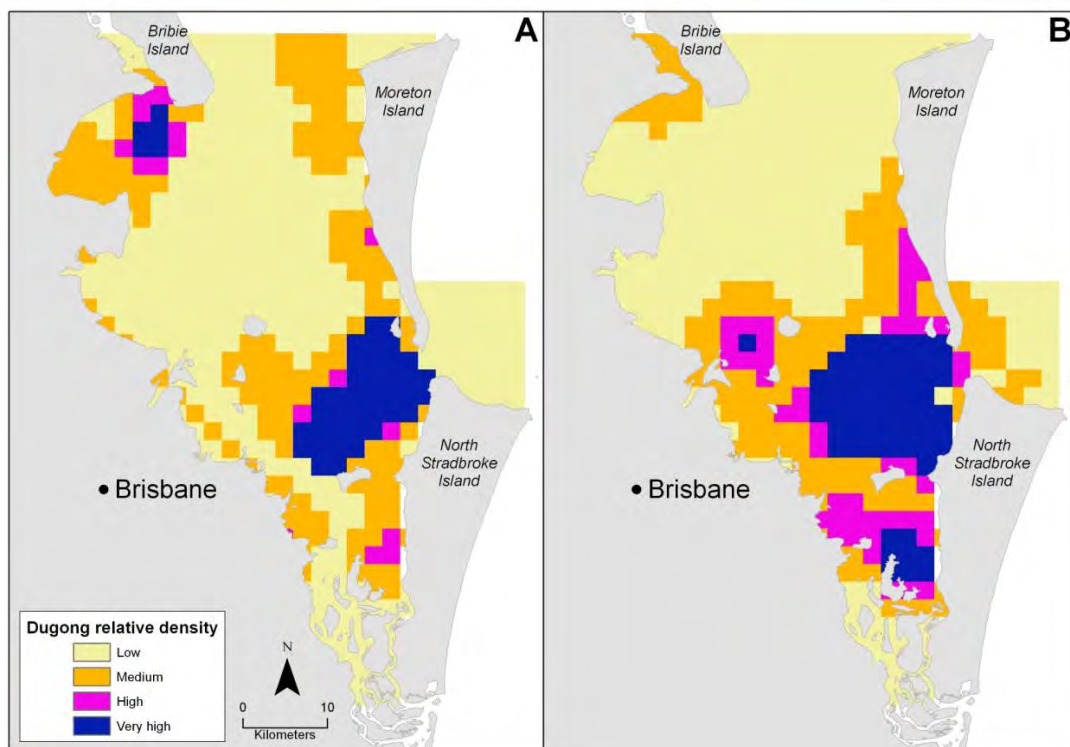 A
Bribie
Island
Moreton
Island
North
Stradbroke
Island
Brisbane
Dugong relative density
Low
Medium
High
Very high
N
0 10
Kilometers
B
Bribie
Island
Moreton
Island
North
Stradbroke
Island
Brisbane